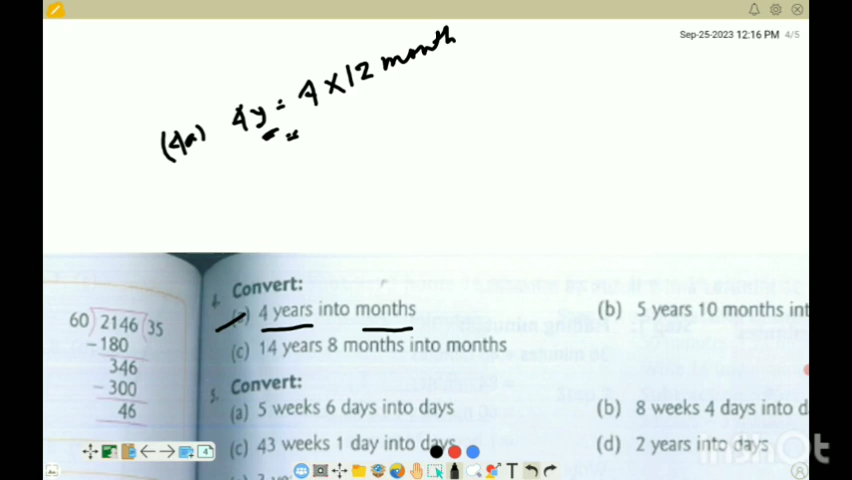 Sep-25-2023 12:16 PM 4/5
(4a) 4y = 4 × 12 month
4. Convert:
(a) 4 years into months
(b) 5 years 10 months int
(c) 14 years 8 months into months
5. Convert:
(a) 5 weeks 6 days into days
(b) 8 weeks 4 days into d
(c) 43 weeks 1 day into days
(d) 2 years into days
60) 2146 (35
−180
346
− 300
46
4
T